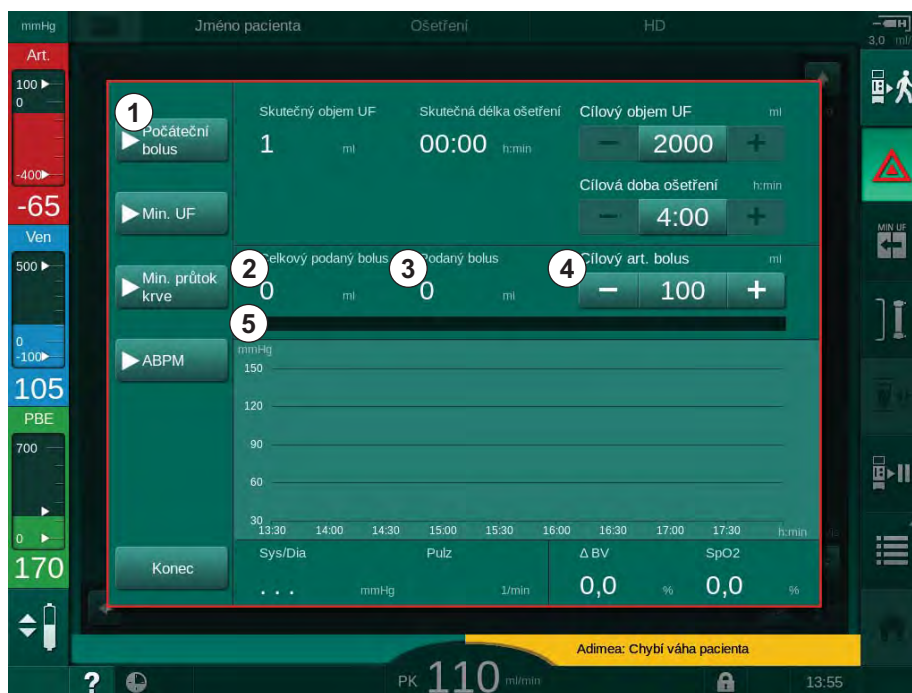 mmHg
Jméno pacienta
Ošetření
HD
3,0 ml/
Art.
100
0
-400
-65
Ven
500
0
-100
105
PBE
700
0
170
1
Počáteční
bolus
Min. UF
Min. průtok
krve
ABPM
Konec
Skutečný objem UF
1 ml
Skutečná délka ošetření
00:00 h:min
Cílový objem UF ml
− 2000 +
Cílová doba ošetření h:min
− 4:00 +
2
Celkový podaný bolus
0 ml
3
Podaný bolus
0 ml
4
Cílový art. bolus ml
− 100 +
5
mmHg
150
120
90
60
30
13:30 14:00 14:30 15:00 15:30 16:00 16:30 17:00 17:30 h:min
Sys/Dia
. . . mmHg
Pulz
1/min
Δ BV
0,0 %
SpO2
0,0 %
MIN UF
Adimea: Chybí váha pacienta
?
PK 110 ml/min
13:55